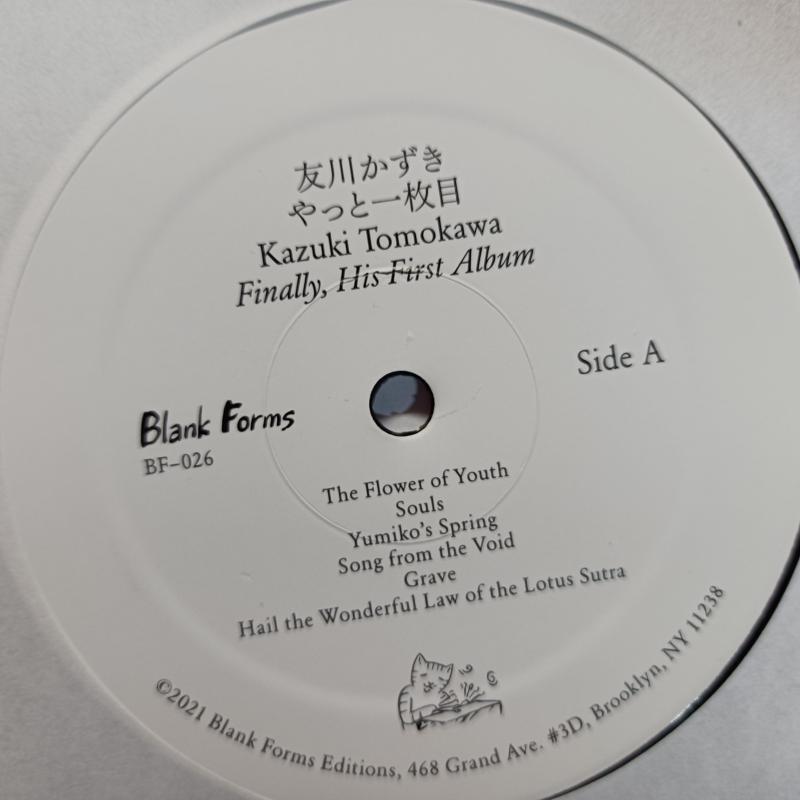 友川かずき
やっと一枚目
Kazuki Tomokawa
Finally, His First Album
Side A
Blank Forms
BF–026
The Flower of Youth
Souls
Yumiko’s Spring
Song from the Void
Grave
Hail the Wonderful Law of the Lotus Sutra
©2021 Blank Forms Editions, 468 Grand Ave. #3D, Brooklyn, NY 11238